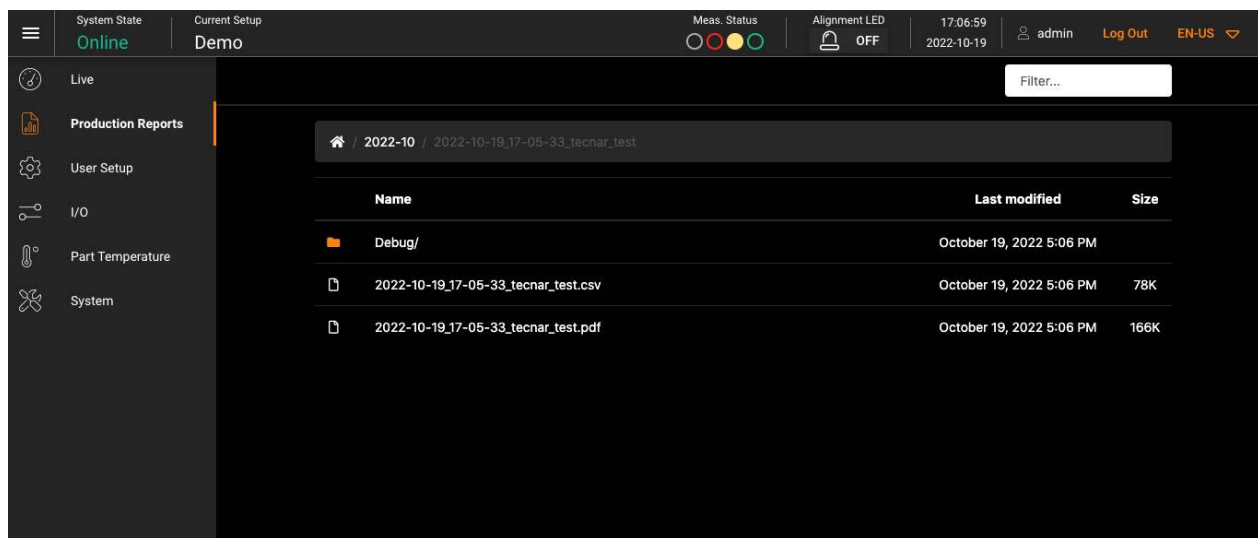 System State
Online
Current Setup
Demo
Meas. Status
Alignment LED
OFF
17:06:59
2022-10-19
admin
Log Out
EN-US
Live
Production Reports
User Setup
I/O
Part Temperature
System
Filter...
/ 2022-10 / 2022-10-19_17-05-33_tecnar_test
Name Last modified Size
Debug/ October 19, 2022 5:06 PM
2022-10-19_17-05-33_tecnar_test.csv October 19, 2022 5:06 PM 78K
2022-10-19_17-05-33_tecnar_test.pdf October 19, 2022 5:06 PM 166K